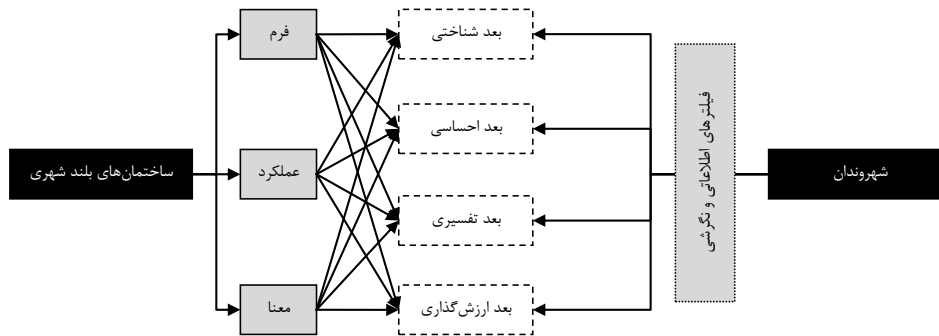 فرم
بعد شناختی
بعد احساسی
شهروندان
فیلترهای اطلاعاتی و نگرشی
عملکرد
ساختمان‌های بلند شهری
بعد تفسیری
معنا
بعد ارزش‌گذاری